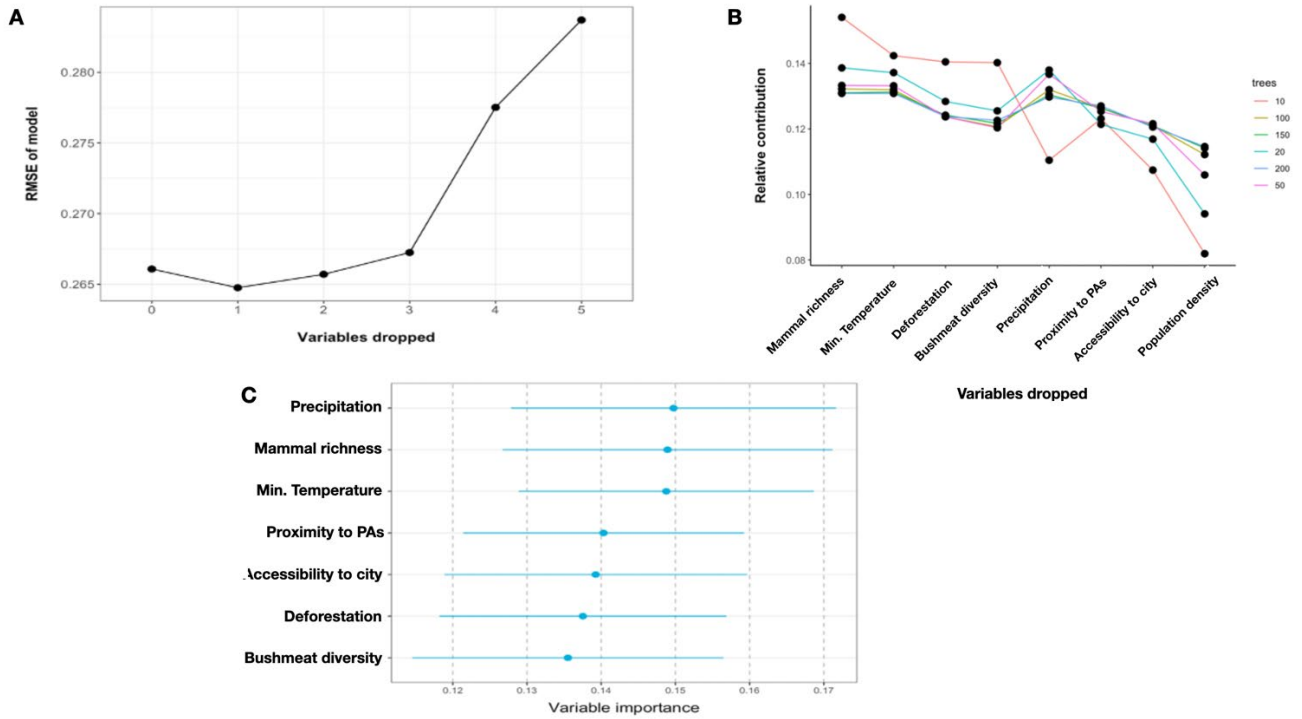 A
RMSE of model
0.280
0.275
0.270
0.265
0 1 2 3 4 5
Variables dropped
B
Relative contribution
0.14
0.12
0.10
0.08
Mammal richness
Min. Temperature
Deforestation
Bushmeat diversity
Precipitation
Proximity to PAs
Accessibility to city
Population density
Variables dropped
trees
10
100
150
20
200
50
C
Precipitation
Mammal richness
Min. Temperature
Proximity to PAs
Accessibility to city
Deforestation
Bushmeat diversity
0.12 0.13 0.14 0.15 0.16 0.17
Variable importance